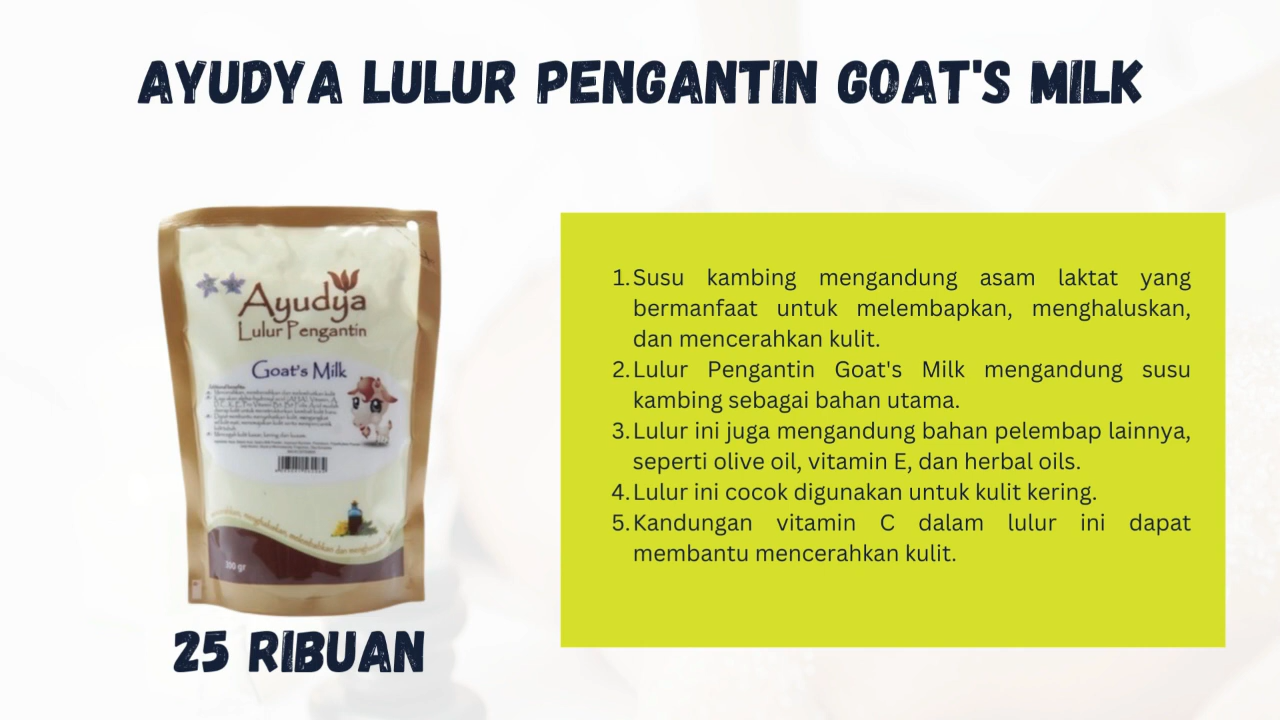 AYUDYA LULUR PENGANTIN GOAT'S MILK
Ayudya
Lulur Pengantin
Goat's Milk
100 gr
25 RIBUAN
1. Susu kambing mengandung asam laktat yang
bermanfaat untuk melembapkan, menghaluskan,
dan mencerahkan kulit.
2. Lulur Pengantin Goat's Milk mengandung susu
kambing sebagai bahan utama.
3. Lulur ini juga mengandung bahan pelembap lainnya,
seperti olive oil, vitamin E, dan herbal oils.
4. Lulur ini cocok digunakan untuk kulit kering.
5. Kandungan vitamin C dalam lulur ini dapat
membantu mencerahkan kulit.